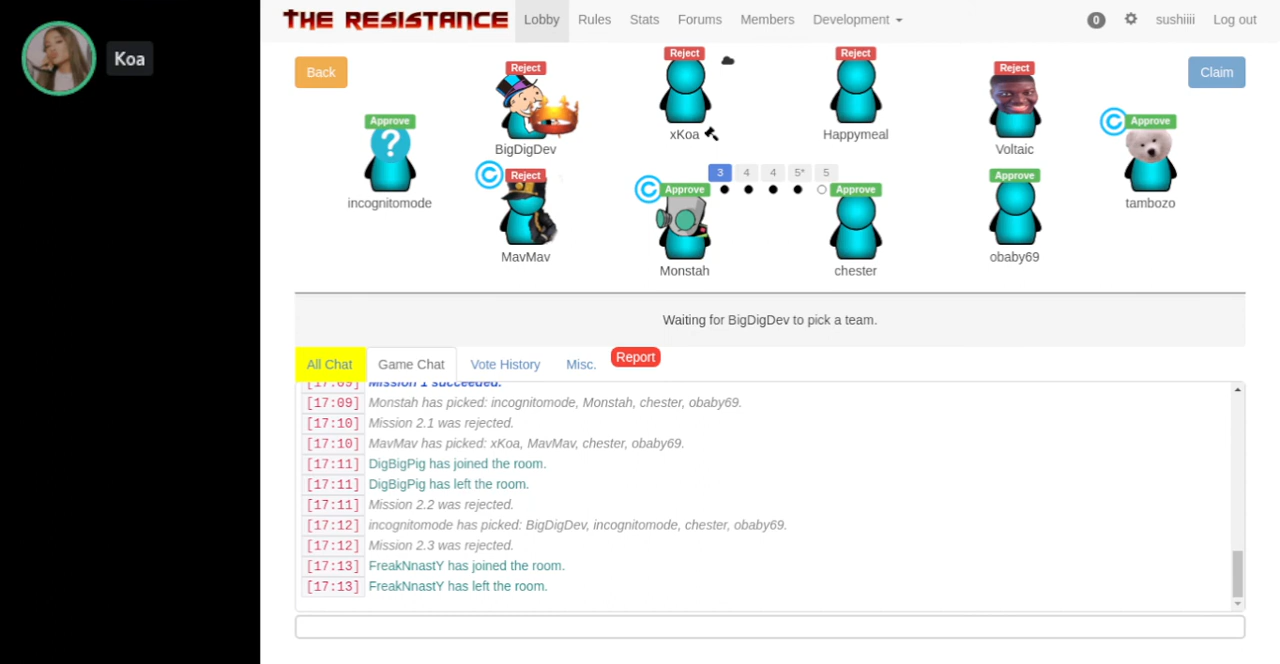 Koa
THE RESISTANCE Lobby Rules Stats Forums Members Development 0 sushiiii Log out
Back Claim
Reject Reject Reject Reject
Approve Approve
BigDigDev xKoa Happymeal Voltaic
incognitomode tambozo
3 4 4 5* 5
Reject Approve Approve Approve
MavMav Monstah chester obaby69
Waiting for BigDigDev to pick a team.
All Chat Game Chat Vote History Misc. Report
[17:09] Mission 1 succeeded.
[17:09] Monstah has picked: incognitomode, Monstah, chester, obaby69.
[17:10] Mission 2.1 was rejected.
[17:10] MavMav has picked: xKoa, MavMav, chester, obaby69.
[17:11] DigBigPig has joined the room.
[17:11] DigBigPig has left the room.
[17:11] Mission 2.2 was rejected.
[17:12] incognitomode has picked: BigDigDev, incognitomode, chester, obaby69.
[17:12] Mission 2.3 was rejected.
[17:13] FreakNnastY has joined the room.
[17:13] FreakNnastY has left the room.